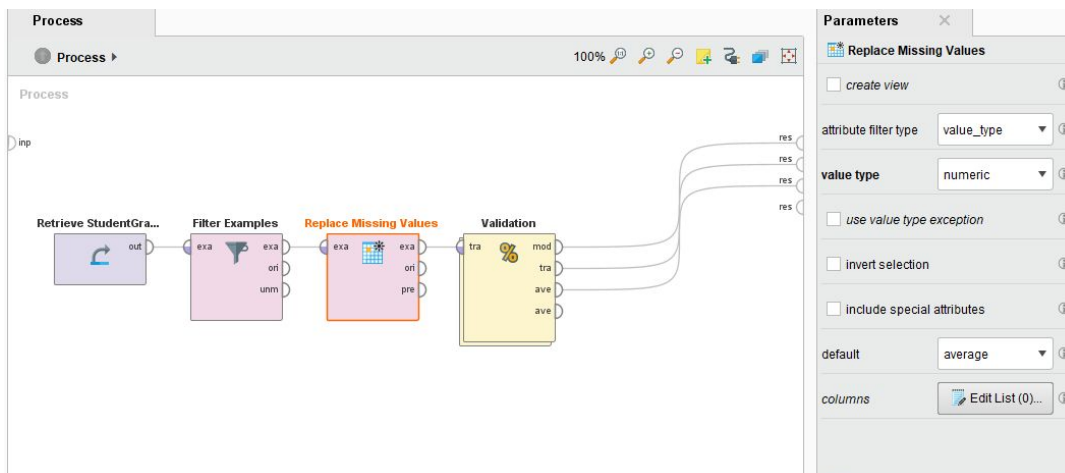 Process
Process
100%
Process
inp
res
res
res
res
Retrieve StudentGra...
out
Filter Examples
exa exa
ori
unm
Replace Missing Values
exa exa
ori
pre
Validation
tra mod
tra
ave
ave
Parameters
Replace Missing Values
create view
attribute filter type value_type
value type numeric
use value type exception
invert selection
include special attributes
default average
columns Edit List (0)...